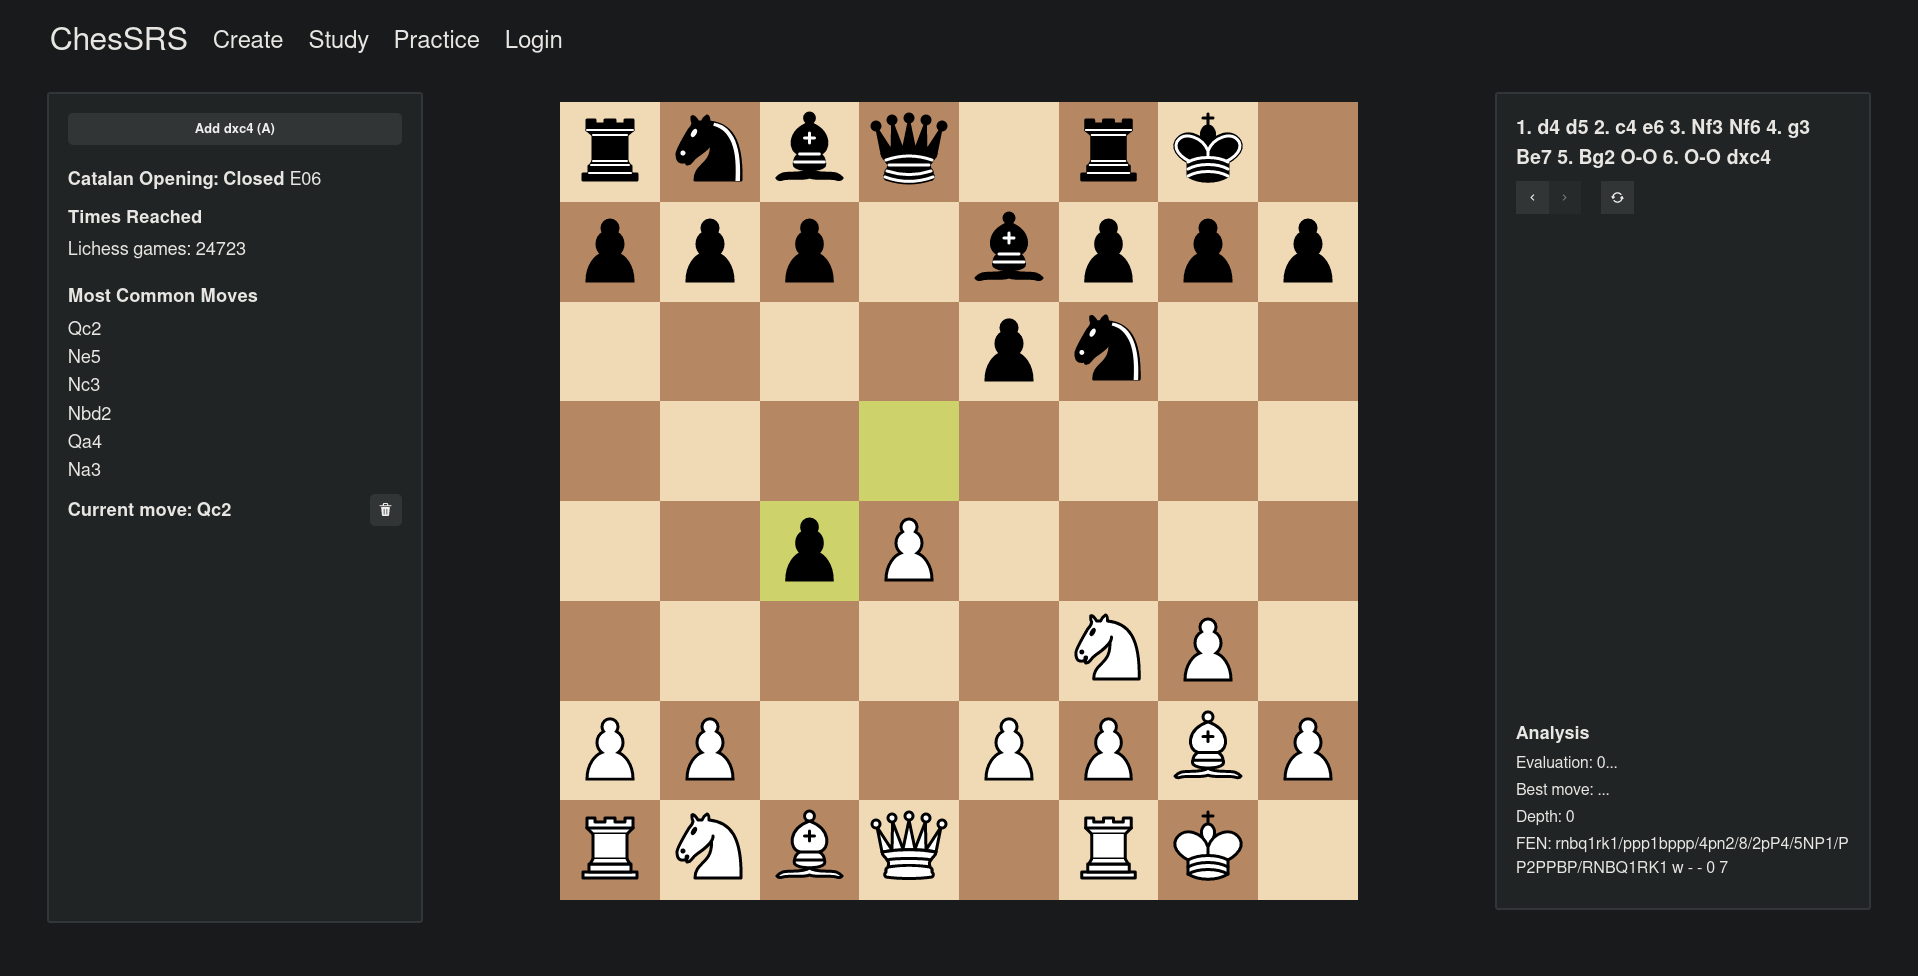 ChesSRS Create Study Practice Login
Add dxc4 (A)
Catalan Opening: Closed E06
Times Reached
Lichess games: 24723
Most Common Moves
Qc2
Ne5
Nc3
Nbd2
Qa4
Na3
Current move: Qc2
1. d4 d5 2. c4 e6 3. Nf3 Nf6 4. g3
Be7 5. Bg2 O-O 6. O-O dxc4
Analysis
Evaluation: 0...
Best move: ...
Depth: 0
FEN: rnbq1rk1/ppp1bppp/4pn2/8/2pP4/5NP1/P
P2PPBP/RNBQ1RK1 w - - 0 7